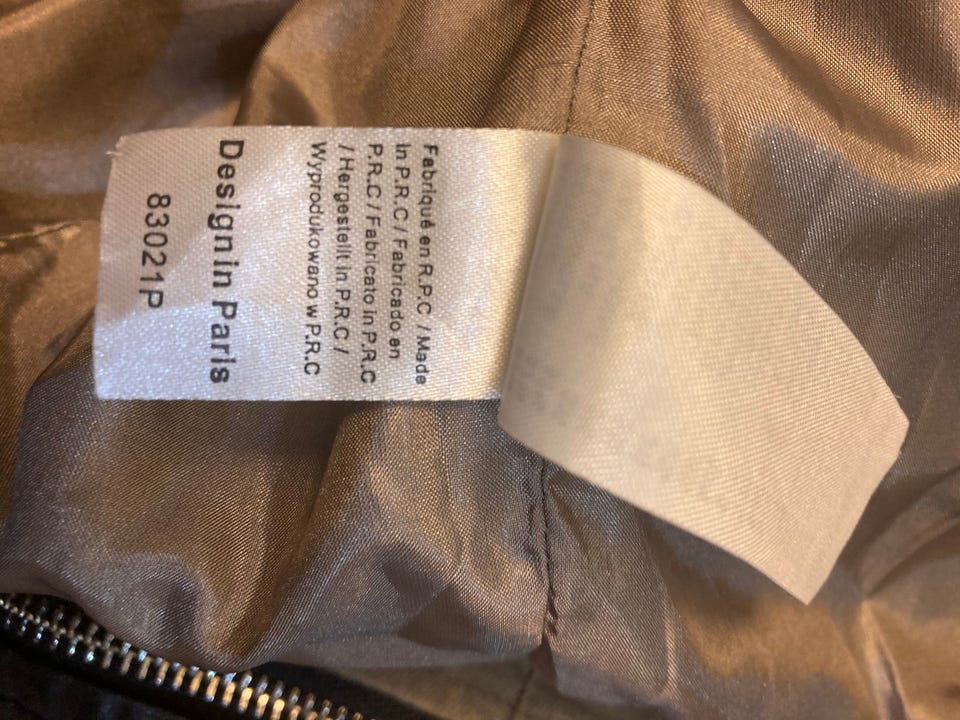 Fabriqué en R.P.C / Made
in P.R.C / Fabricado en
P.R.C / Fabricato in P.R.C
/ Hergestellt in P.R.C /
Wyprodukowano w P.R.C
Design in Paris
83021P